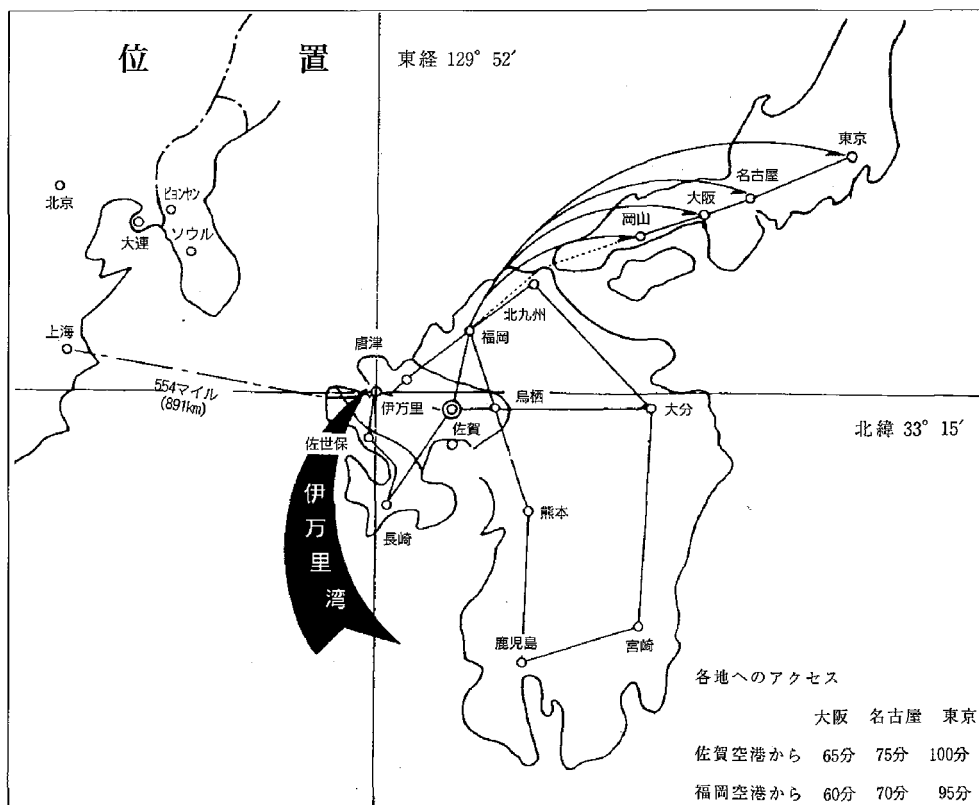 位置
東経 129° 52′
東京
名古屋
大阪
岡山
北京
ピョンヤン
大連
ソウル
北九州
上海
福岡
唐津
554マイル
(891km)
伊万里
鳥栖
大分
佐賀
北緯 33° 15′
佐世保
伊万里湾
熊本
長崎
鹿児島
宮崎
各地へのアクセス
大阪 名古屋 東京
佐賀空港から 65分 75分 100分
福岡空港から 60分 70分 95分